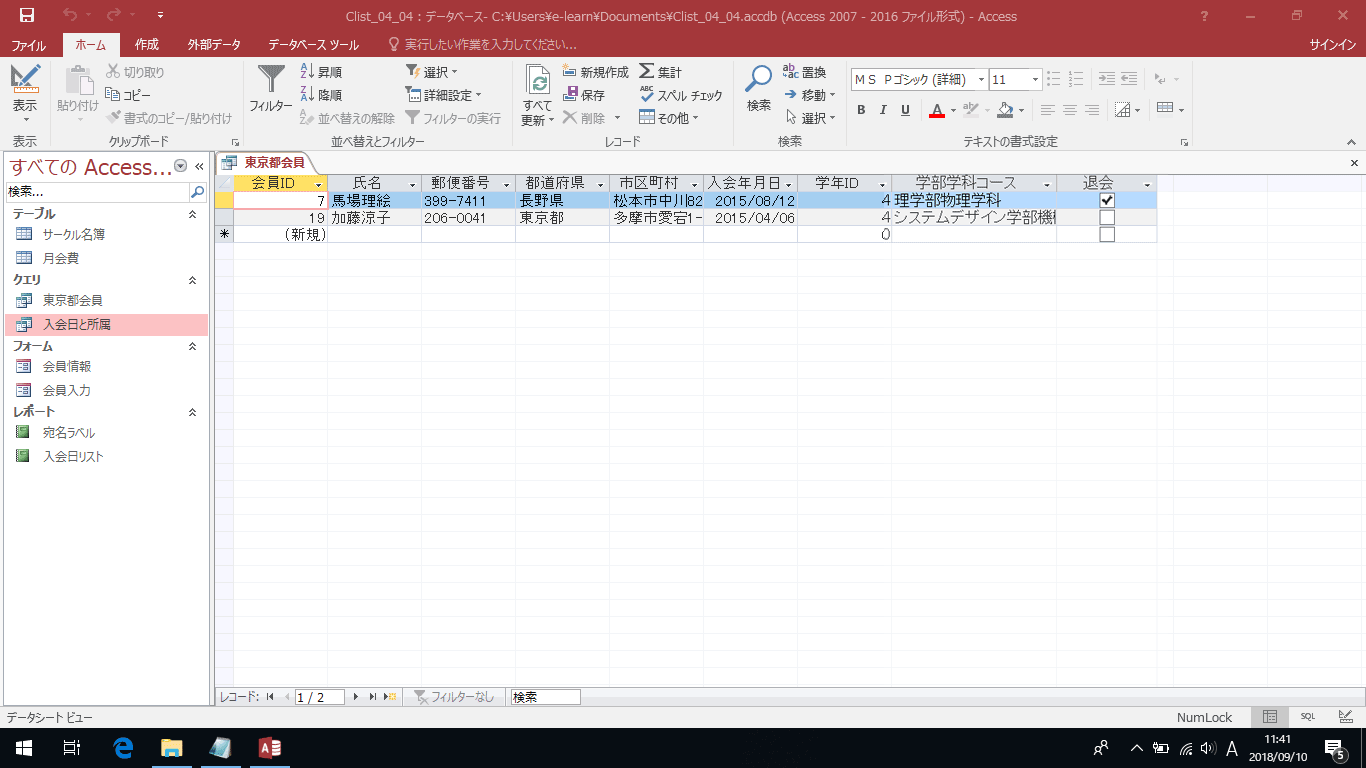 Clist_04_04 : データベース- C:¥Users¥e-learn¥Documents¥Clist_04_04.accdb (Access 2007 - 2016 ファイル形式) - Access
ファイル ホーム 作成 外部データ データベース ツール 実行したい作業を入力してください... サインイン
表示 貼り付け 切り取り コピー 書式のコピー/貼り付け
フィルター 昇順 降順 並べ替えの解除 選択 詳細設定 フィルターの実行
すべて更新 新規作成 保存 削除 集計 スペル チェック その他
検索 置換 移動 選択
MS Pゴシック (詳細) 11
B I U A
表示 クリップボード 並べ替えとフィルター レコード 検索 テキストの書式設定
すべての Access...
検索...
テーブル
サークル名簿
月会費
クエリ
東京都会員
入会日と所属
フォーム
会員情報
会員入力
レポート
宛名ラベル
入会日リスト
東京都会員
会員ID 氏名 郵便番号 都道府県 市区町村 入会年月日 学年ID 学部学科コース 退会
7 馬場理絵 399-7411 長野県 松本市中川82 2015/08/12 4 理学部物理学科
19 加藤涼子 206-0041 東京都 多摩市愛宕1- 2015/04/06 4 システムデザイン学部機械
* (新規) 0
レコード: 1 / 2 フィルターなし 検索
データシート ビュー NumLock SQL
A 11:41
2018/09/10 5